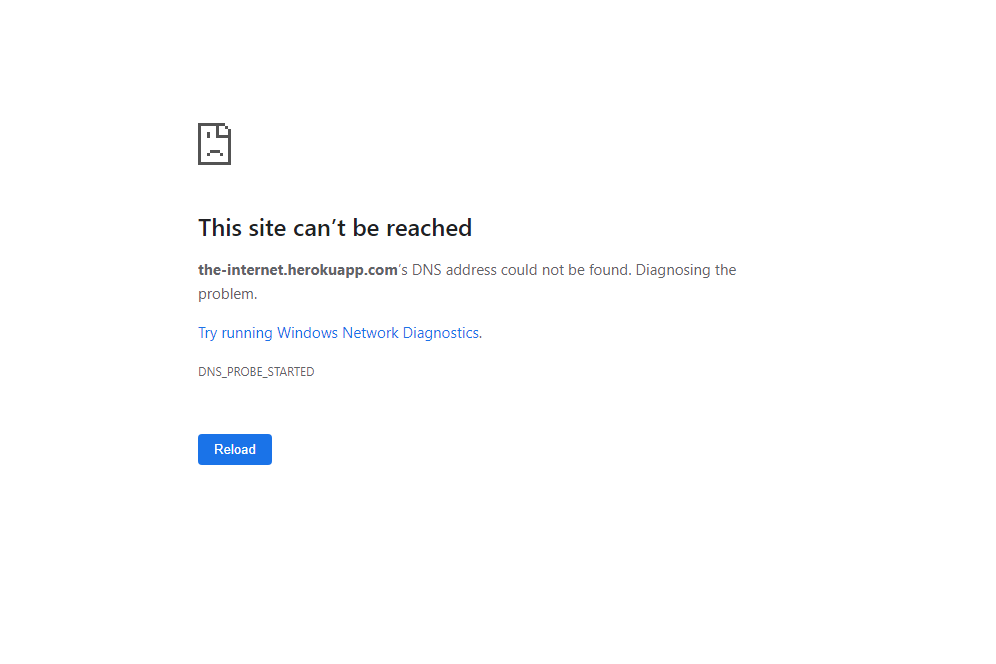 This site can’t be reached
the-internet.herokuapp.com’s DNS address could not be found. Diagnosing the
problem.
Try running Windows Network Diagnostics.
DNS_PROBE_STARTED
Reload